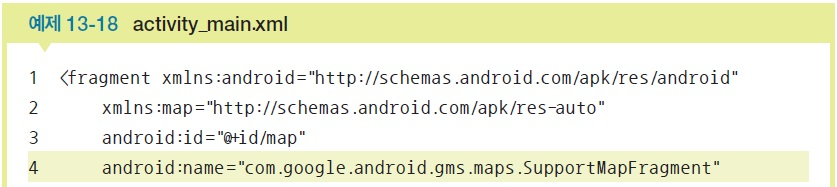 예제 13-18 activity_main.xml
1 <fragment xmlns:android="http://schemas.android.com/apk/res/android"
2 xmlns:map="http://schemas.android.com/apk/res-auto"
3 android:id="@+id/map"
4 android:name="com.google.android.gms.maps.SupportMapFragment"